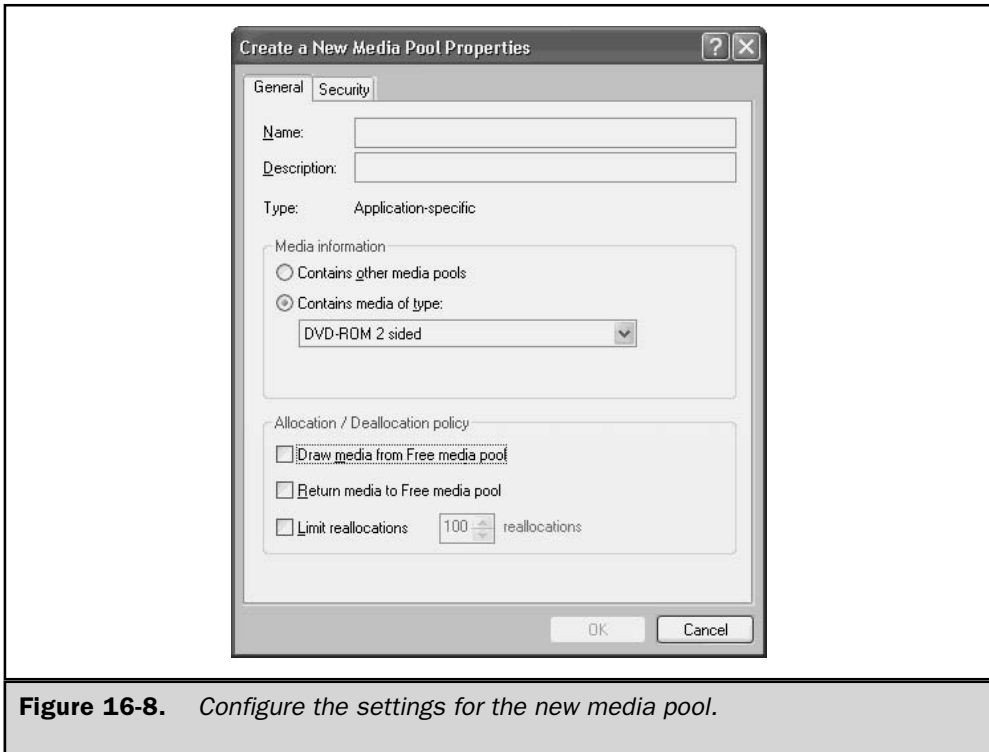 Create a New Media Pool Properties
?
General Security
Name:
Description:
Type: Application-specific
Media information
Contains other media pools
Contains media of type:
DVD-ROM 2 sided
Allocation / Deallocation policy
Draw media from Free media pool
Return media to Free media pool
Limit reallocations 100 reallocations
OK Cancel
Figure 16-8. Configure the settings for the new media pool.